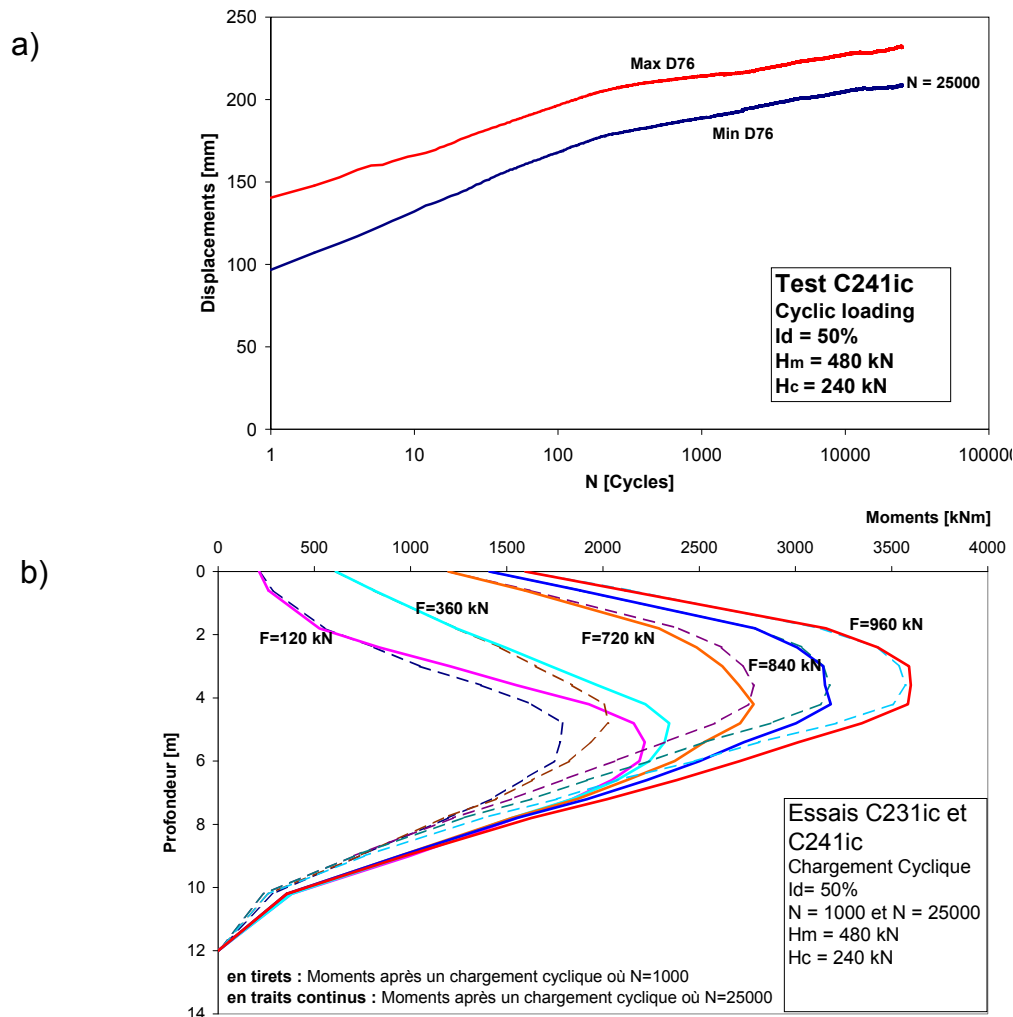 a)
250
200
150
100
50
0
Displacements [mm]
Max D76
N = 25000
Min D76
Test C241ic
Cyclic loading
Id = 50%
Hm = 480 kN
Hc = 240 kN
1 10 100 1000 10000 100000
N [Cycles]
b)
Moments [kNm]
0 500 1000 1500 2000 2500 3000 3500 4000
0
2
4
6
8
10
12
14
Profondeur [m]
F=120 kN
F=360 kN
F=720 kN
F=840 kN
F=960 kN
Essais C231ic et
C241ic
Chargement Cyclique
Id= 50%
N = 1000 et N = 25000
Hm = 480 kN
Hc = 240 kN
en tirets : Moments après un chargement cyclique où N=1000
en traits continus : Moments après un chargement cyclique où N=25000